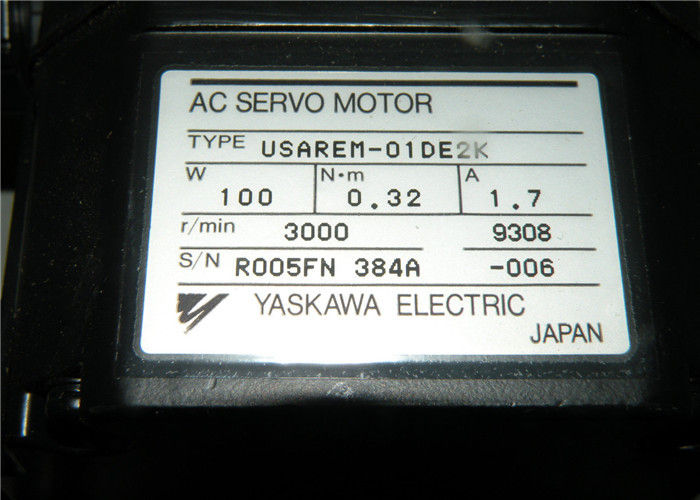 AC SERVO MOTOR
TYPE USAREM-01DE2K
W N·m A
100 0.32 1.7
r/min 3000 9308
S/N R005FN 384A -006
YASKAWA ELECTRIC
JAPAN